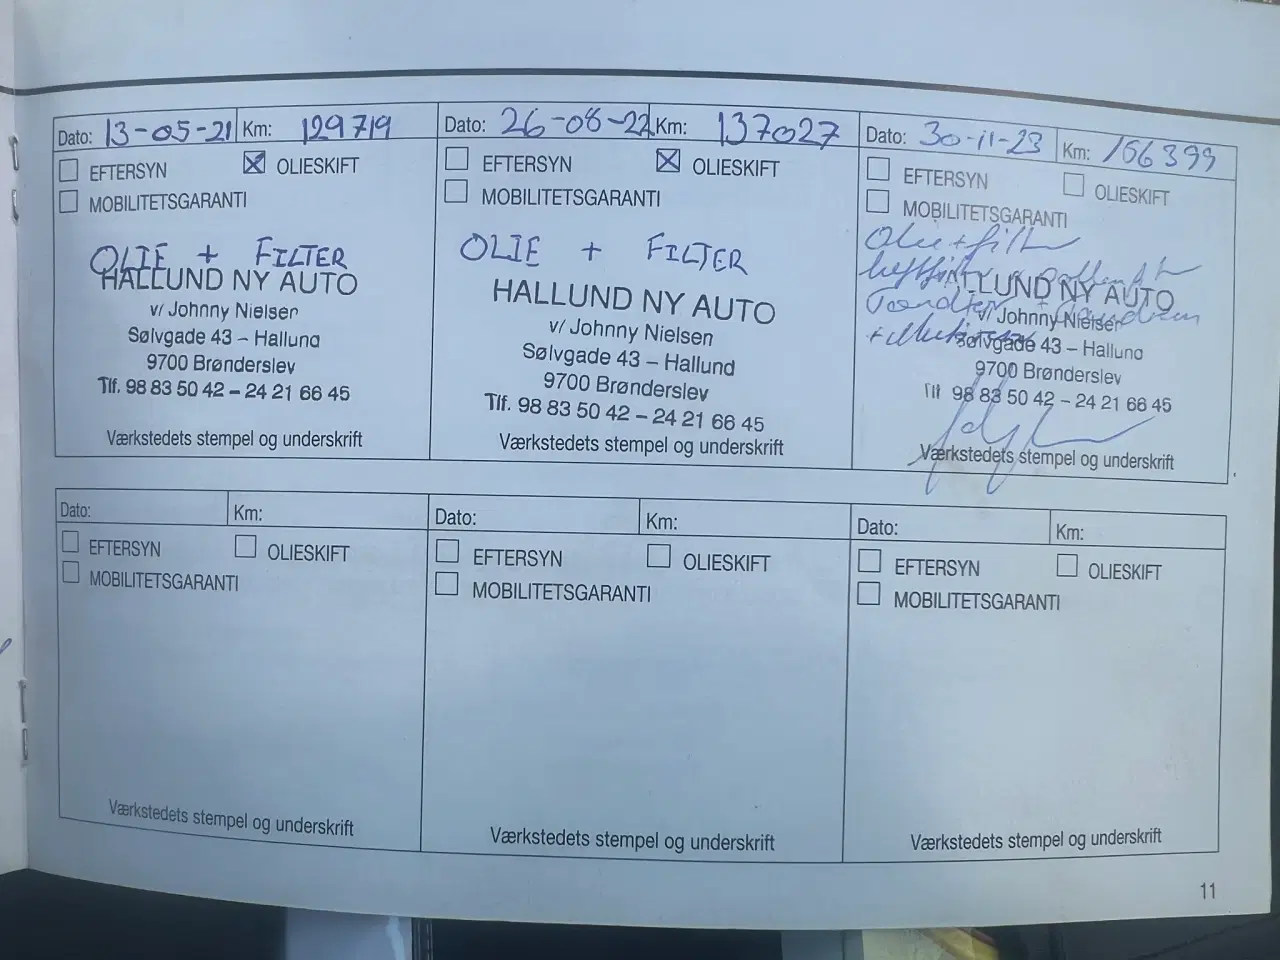 Dato: 13-05-21 Km: 129719
EFTERSYN OLIESKIFT
MOBILITETSGARANTI
OLIE + FILTER
HALLUND NY AUTO
v/ Johnny Nielsen
Sølvgade 43 – Hallund
9700 Brønderslev
Tlf. 98 83 50 42 – 24 21 66 45
Værkstedets stempel og underskrift
Dato: 26-08-22 Km: 137027
EFTERSYN OLIESKIFT
MOBILITETSGARANTI
OLIE + FILTER
HALLUND NY AUTO
v/ Johnny Nielsen
Sølvgade 43 – Hallund
9700 Brønderslev
Tlf. 98 83 50 42 – 24 21 66 45
Værkstedets stempel og underskrift
Dato: 30-11-23 Km: 156399
EFTERSYN OLIESKIFT
MOBILITETSGARANTI
Olie + filter
HALLUND NY AUTO
v/ Johnny Nielsen
Sølvgade 43 – Hallund
9700 Brønderslev
Tlf 98 83 50 42 – 24 21 66 45
Værkstedets stempel og underskrift
Dato: Km:
EFTERSYN OLIESKIFT
MOBILITETSGARANTI
Værkstedets stempel og underskrift
Dato: Km:
EFTERSYN OLIESKIFT
MOBILITETSGARANTI
Værkstedets stempel og underskrift
Dato: Km:
EFTERSYN OLIESKIFT
MOBILITETSGARANTI
Værkstedets stempel og underskrift
11